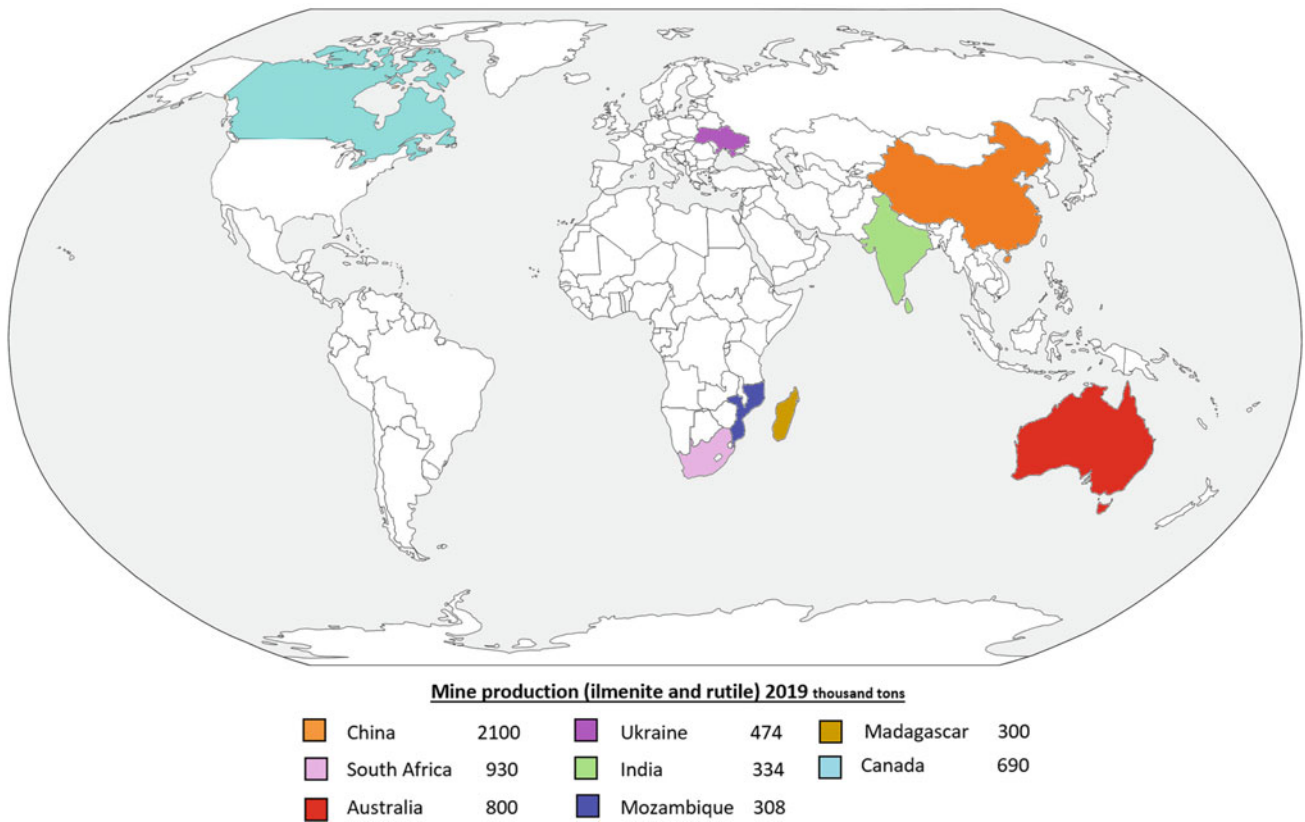 Mine production (ilmenite and rutile) 2019 thousand tons
China 2100 Ukraine 474 Madagascar 300
South Africa 930 India 334 Canada 690
Australia 800 Mozambique 308